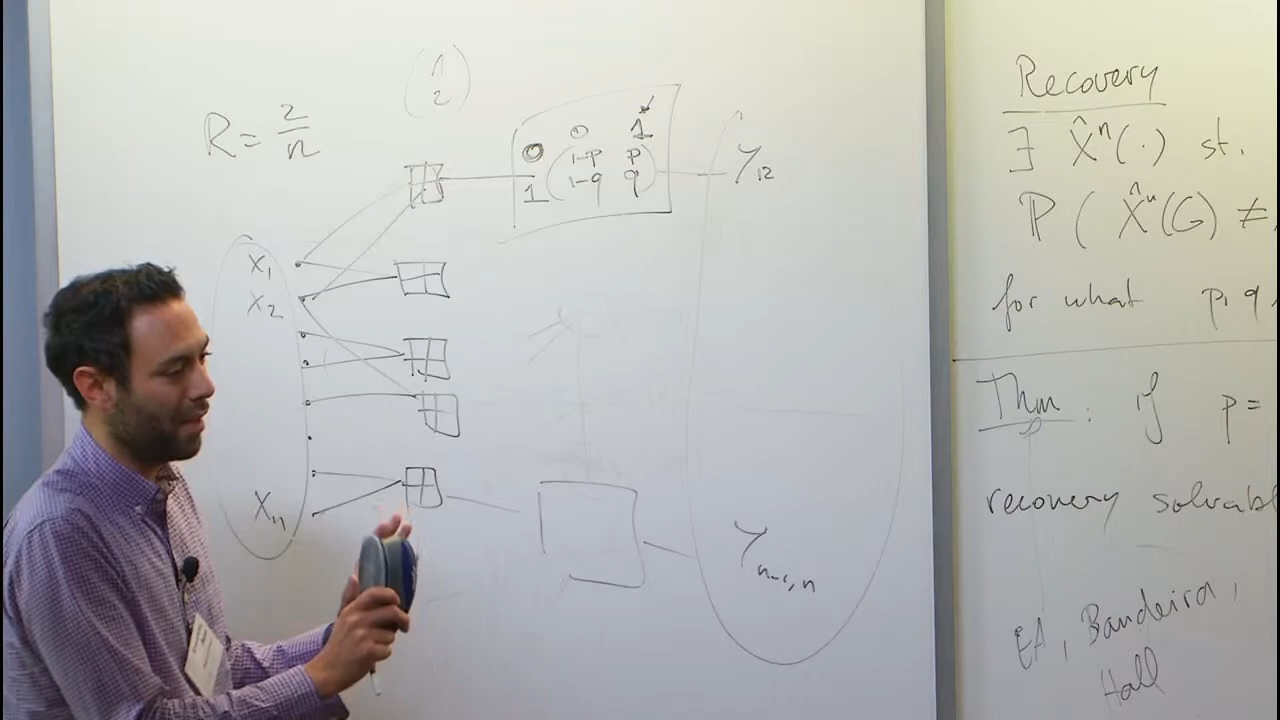 R = 2/n
(n 2)
0 1
0 (1-p p)
1 (1-q q)
Y₁₂
X₁
X₂
Xₙ
Yₙ₋₁,ₙ
Recovery
∃ X̂ⁿ(·) st.
ℙ ( X̂ⁿ(G) ≠
for what p, q
Thm : if p =
recovery solvabl
EA, Bandeira,
Hall